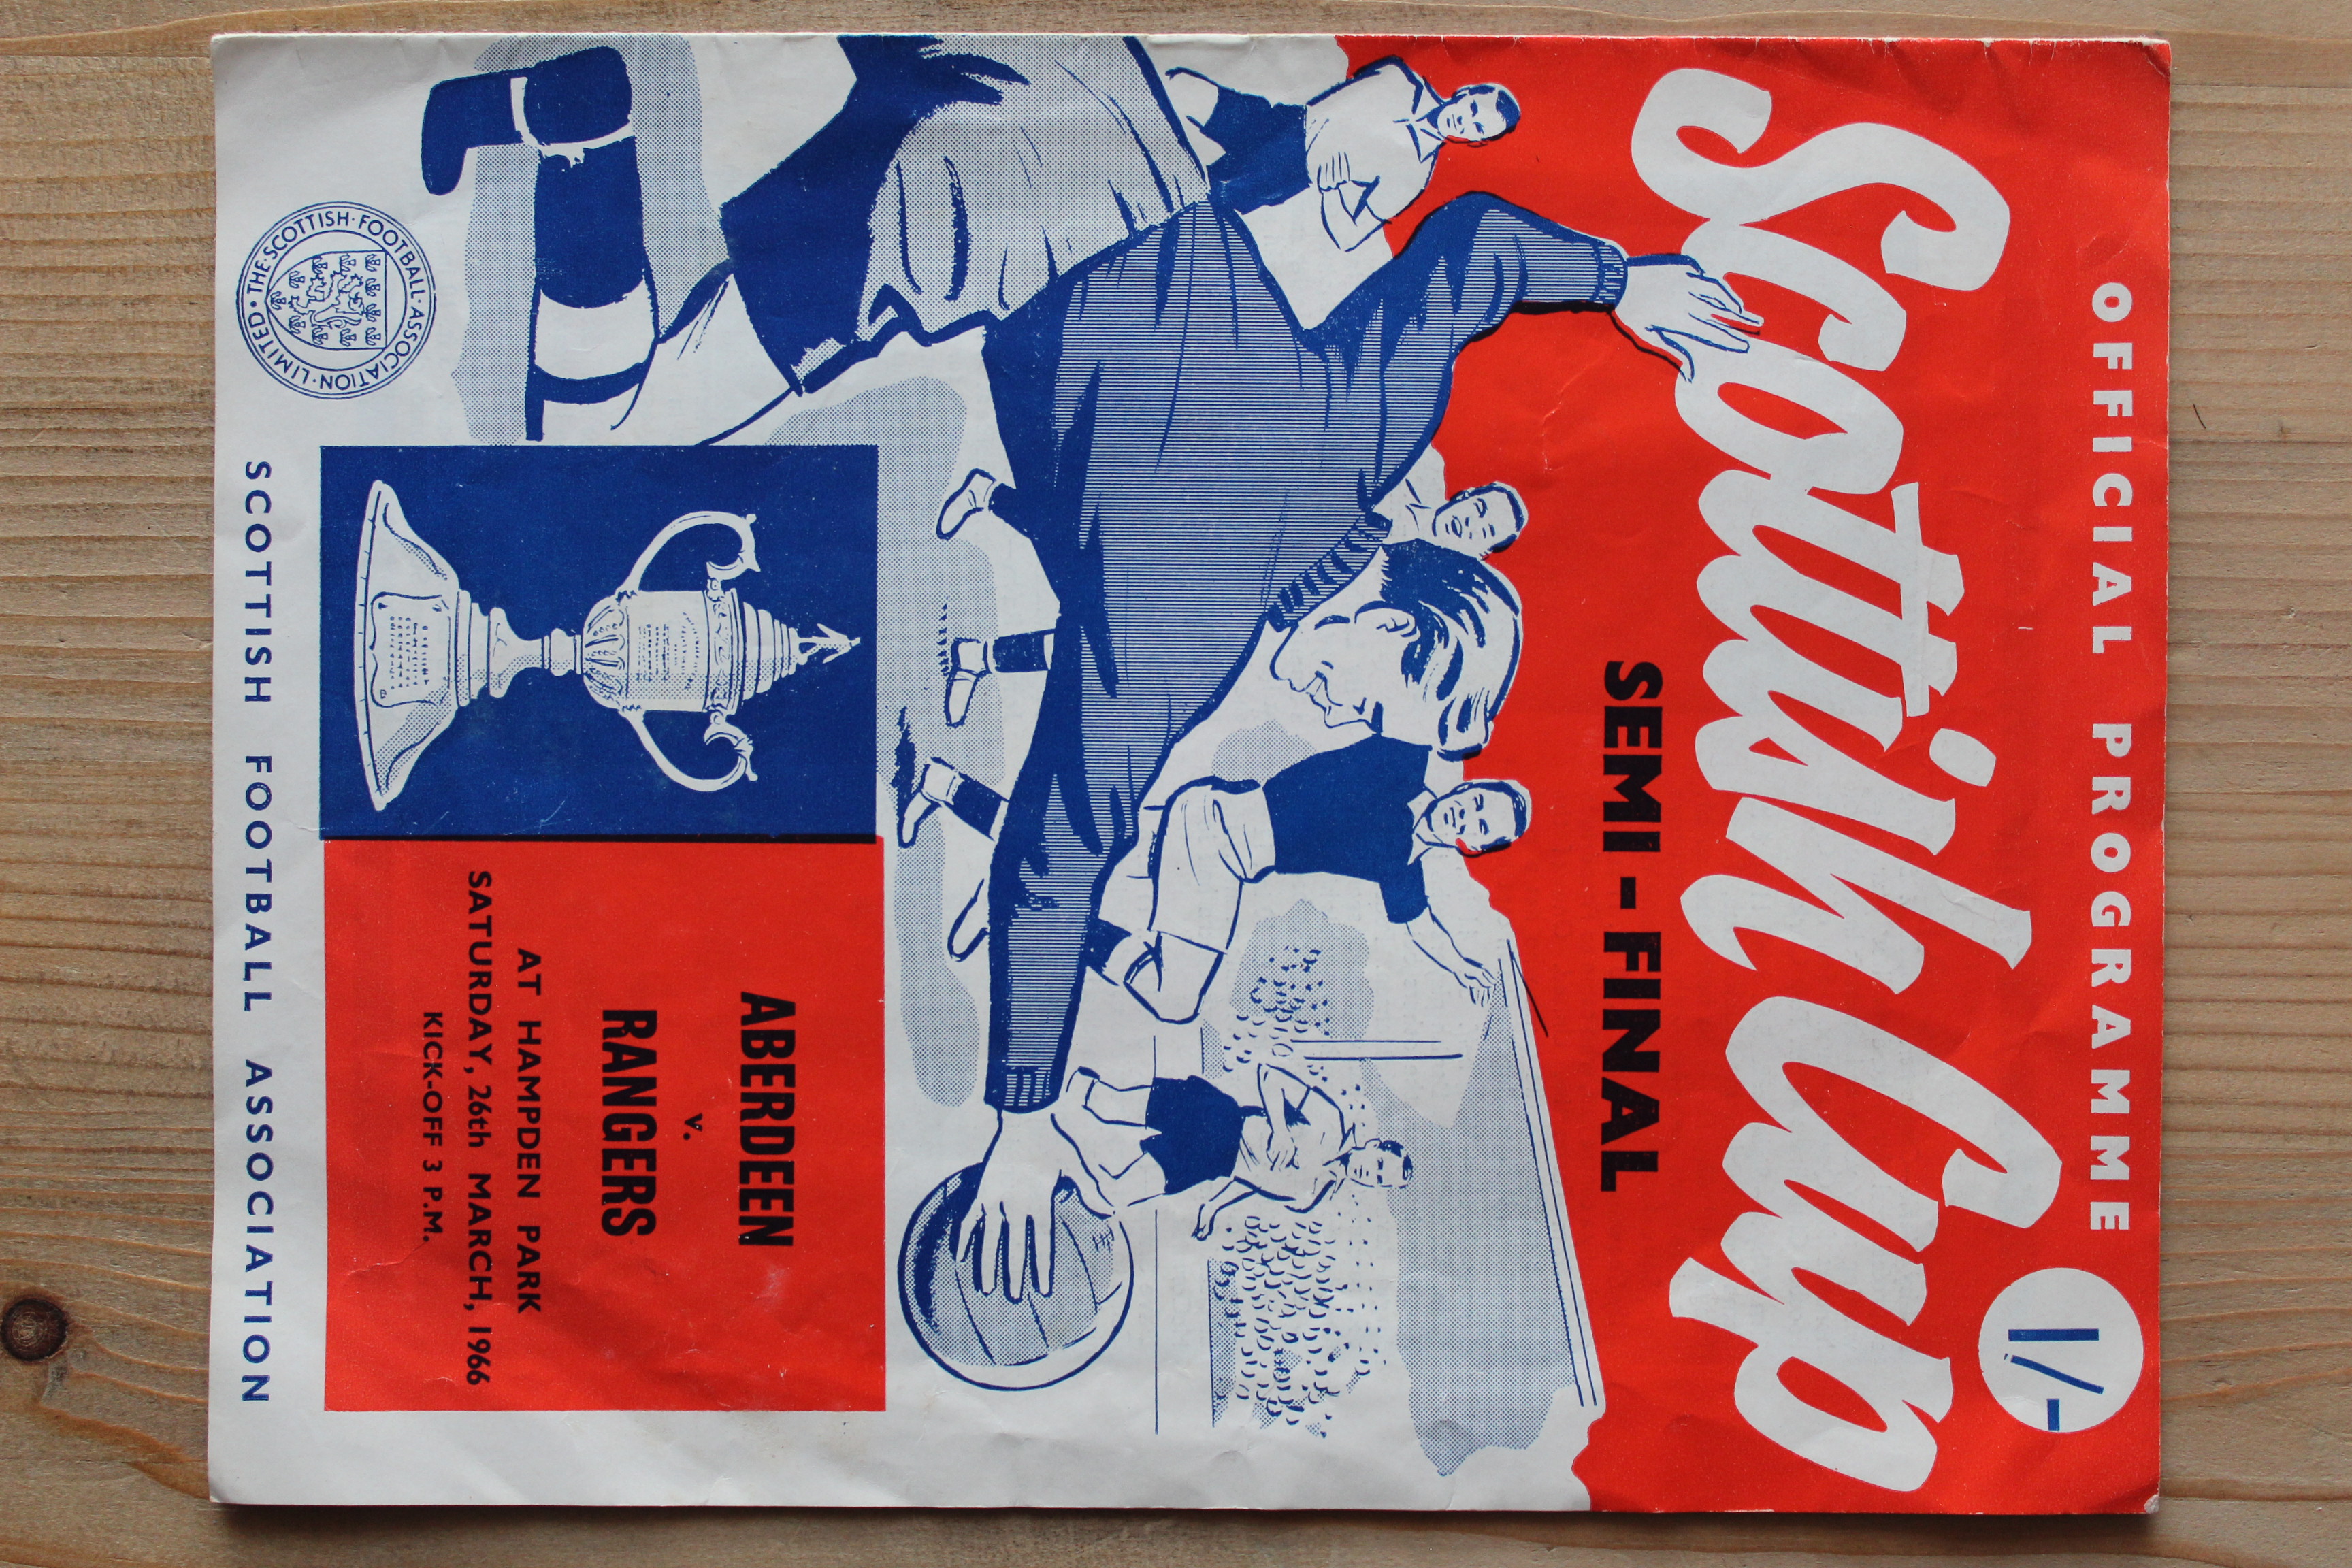 OFFICIAL PROGRAMME
1/-
Scottish Cup
SEMI - FINAL
ABERDEEN
v.
RANGERS
AT HAMPDEN PARK
SATURDAY, 26th MARCH, 1966
KICK-OFF 3 P.M.
THE·SCOTTISH·FOOTBALL·ASSOCIATION·LIMITED·
SCOTTISH FOOTBALL ASSOCIATION